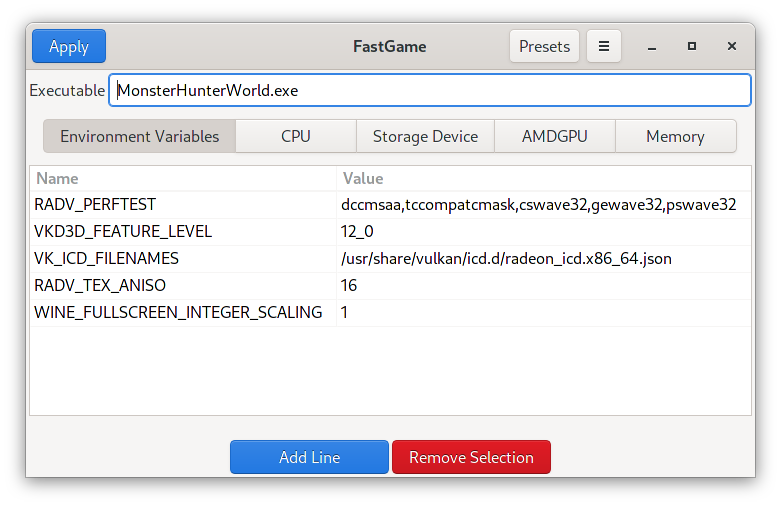 Apply FastGame Presets
Executable MonsterHunterWorld.exe
Environment Variables CPU Storage Device AMDGPU Memory
Name Value
RADV_PERFTEST dccmsaa,tccompatcmask,cswave32,gewave32,pswave32
VKD3D_FEATURE_LEVEL 12_0
VK_ICD_FILENAMES /usr/share/vulkan/icd.d/radeon_icd.x86_64.json
RADV_TEX_ANISO 16
WINE_FULLSCREEN_INTEGER_SCALING 1
Add Line Remove Selection